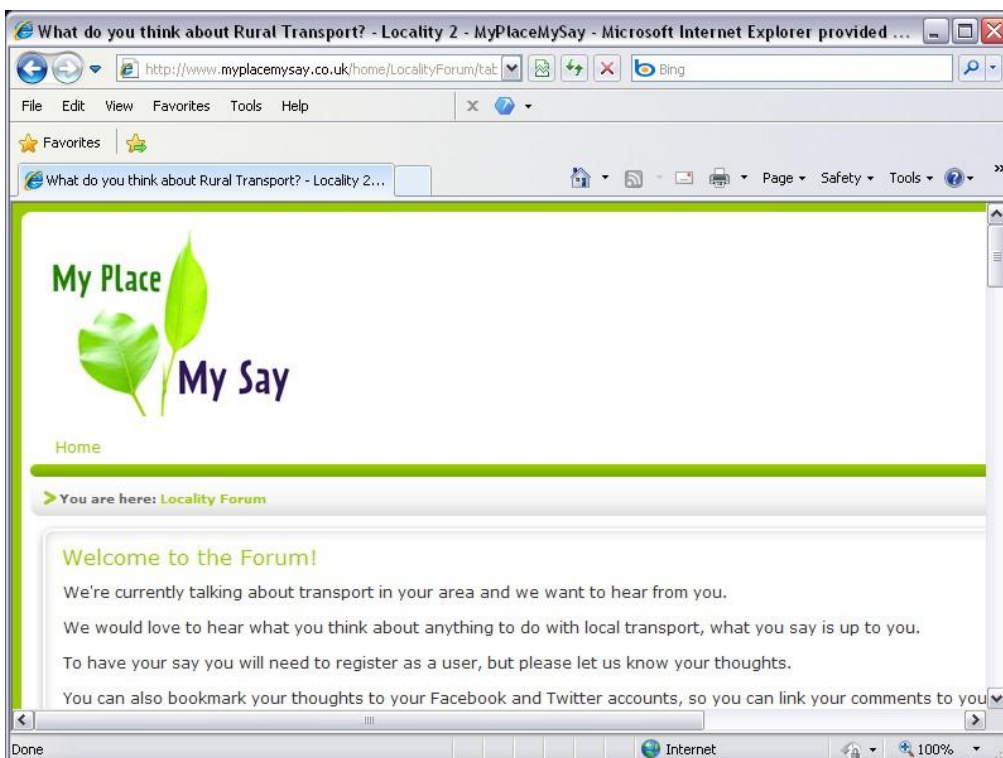 What do you think about Rural Transport? - Locality 2 - MyPlaceMySay - Microsoft Internet Explorer provided ...
http://www.myplacemysay.co.uk/home/LocalityForum/tab
Bing
File Edit View Favorites Tools Help
X
Favorites
What do you think about Rural Transport? - Locality 2...
Page Safety Tools
»
My Place
My Say
Home
You are here: Locality Forum
Welcome to the Forum!
We're currently talking about transport in your area and we want to hear from you.
We would love to hear what you think about anything to do with local transport, what you say is up to you.
To have your say you will need to register as a user, but please let us know your thoughts.
You can also bookmark your thoughts to your Facebook and Twitter accounts, so you can link your comments to you
Done Internet 100%